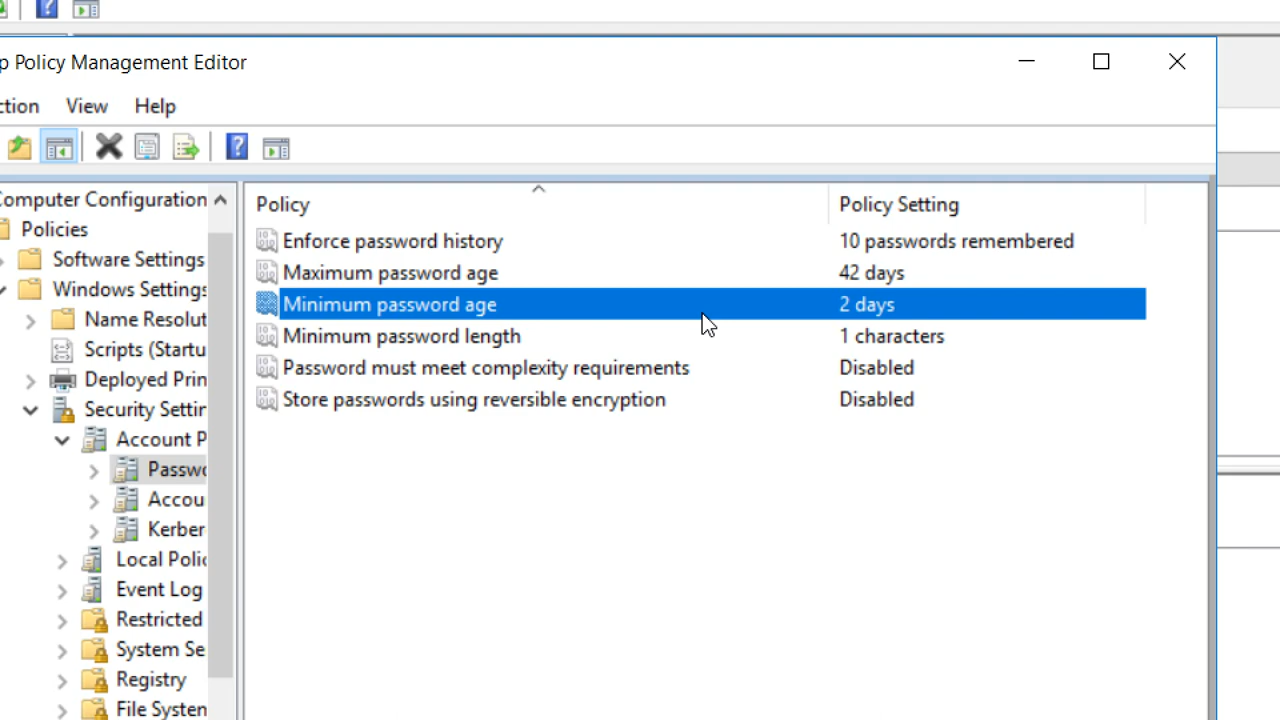 p Policy Management Editor
ction View Help
Computer Configuration
Policies
Software Settings
Windows Settings
Name Resolut
Scripts (Startu
Deployed Prin
Security Settir
Account P
Passwo
Accou
Kerber
Local Polic
Event Log
Restricted
System Se
Registry
File System
Policy Policy Setting
Enforce password history 10 passwords remembered
Maximum password age 42 days
Minimum password age 2 days
Minimum password length 1 characters
Password must meet complexity requirements Disabled
Store passwords using reversible encryption Disabled